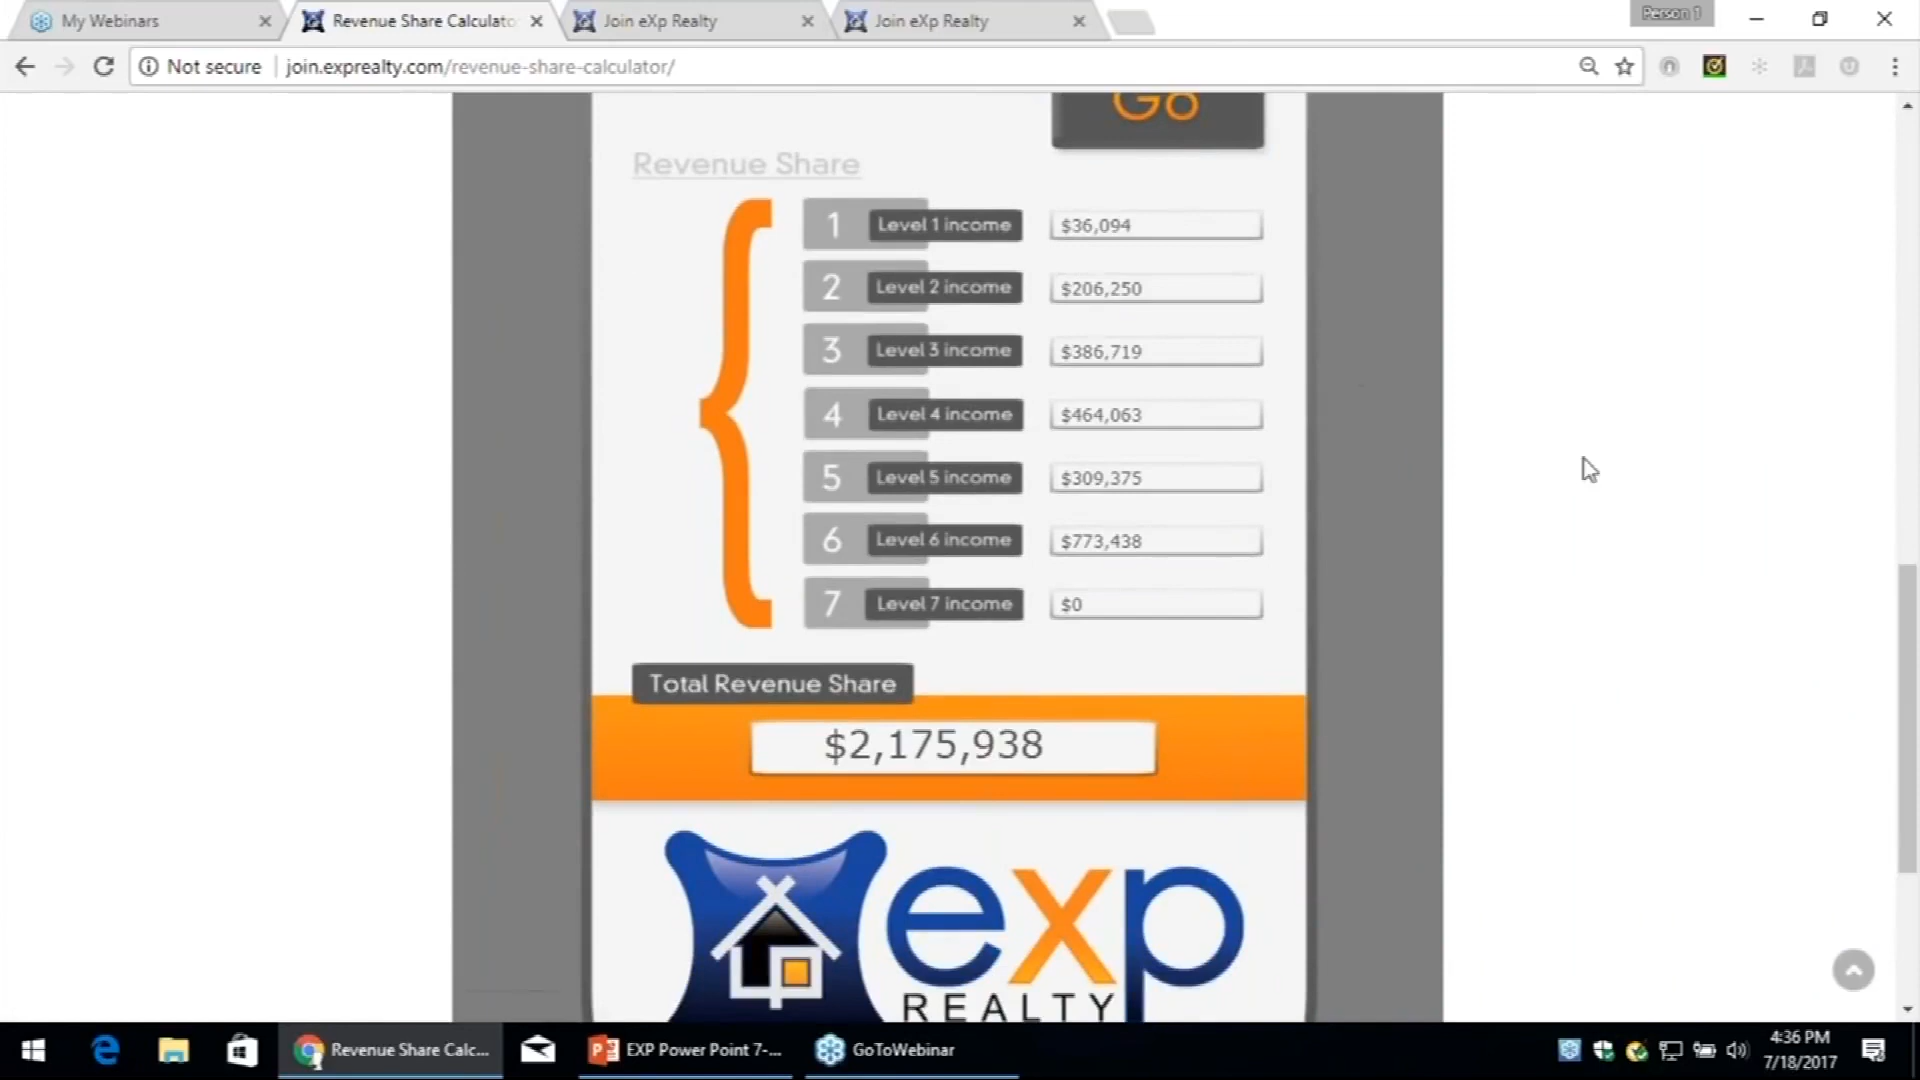 My Webinars
Revenue Share Calculato
Join eXp Realty
Join eXp Realty
Person 1
Not secure
join.exprealty.com/revenue-share-calculator/
Go
Revenue Share
1 Level 1 income $36,094
2 Level 2 income $206,250
3 Level 3 income $386,719
4 Level 4 income $464,063
5 Level 5 income $309,375
6 Level 6 income $773,438
7 Level 7 income $0
Total Revenue Share
$2,175,938
exp
REALTY
Revenue Share Calc...
EXP Power Point 7-...
GoToWebinar
4:36 PM
7/18/2017